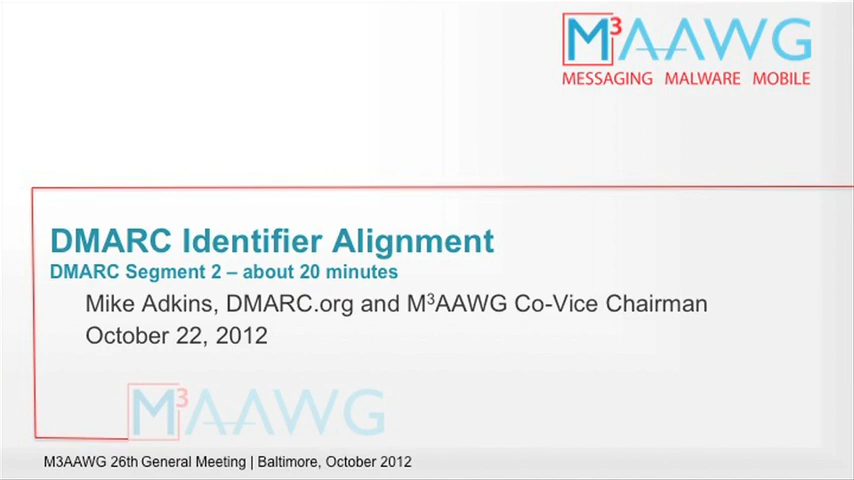 M³AAWG
MESSAGING MALWARE MOBILE
DMARC Identifier Alignment
DMARC Segment 2 – about 20 minutes
Mike Adkins, DMARC.org and M³AAWG Co-Vice Chairman
October 22, 2012
M³AAWG
M3AAWG 26th General Meeting | Baltimore, October 2012